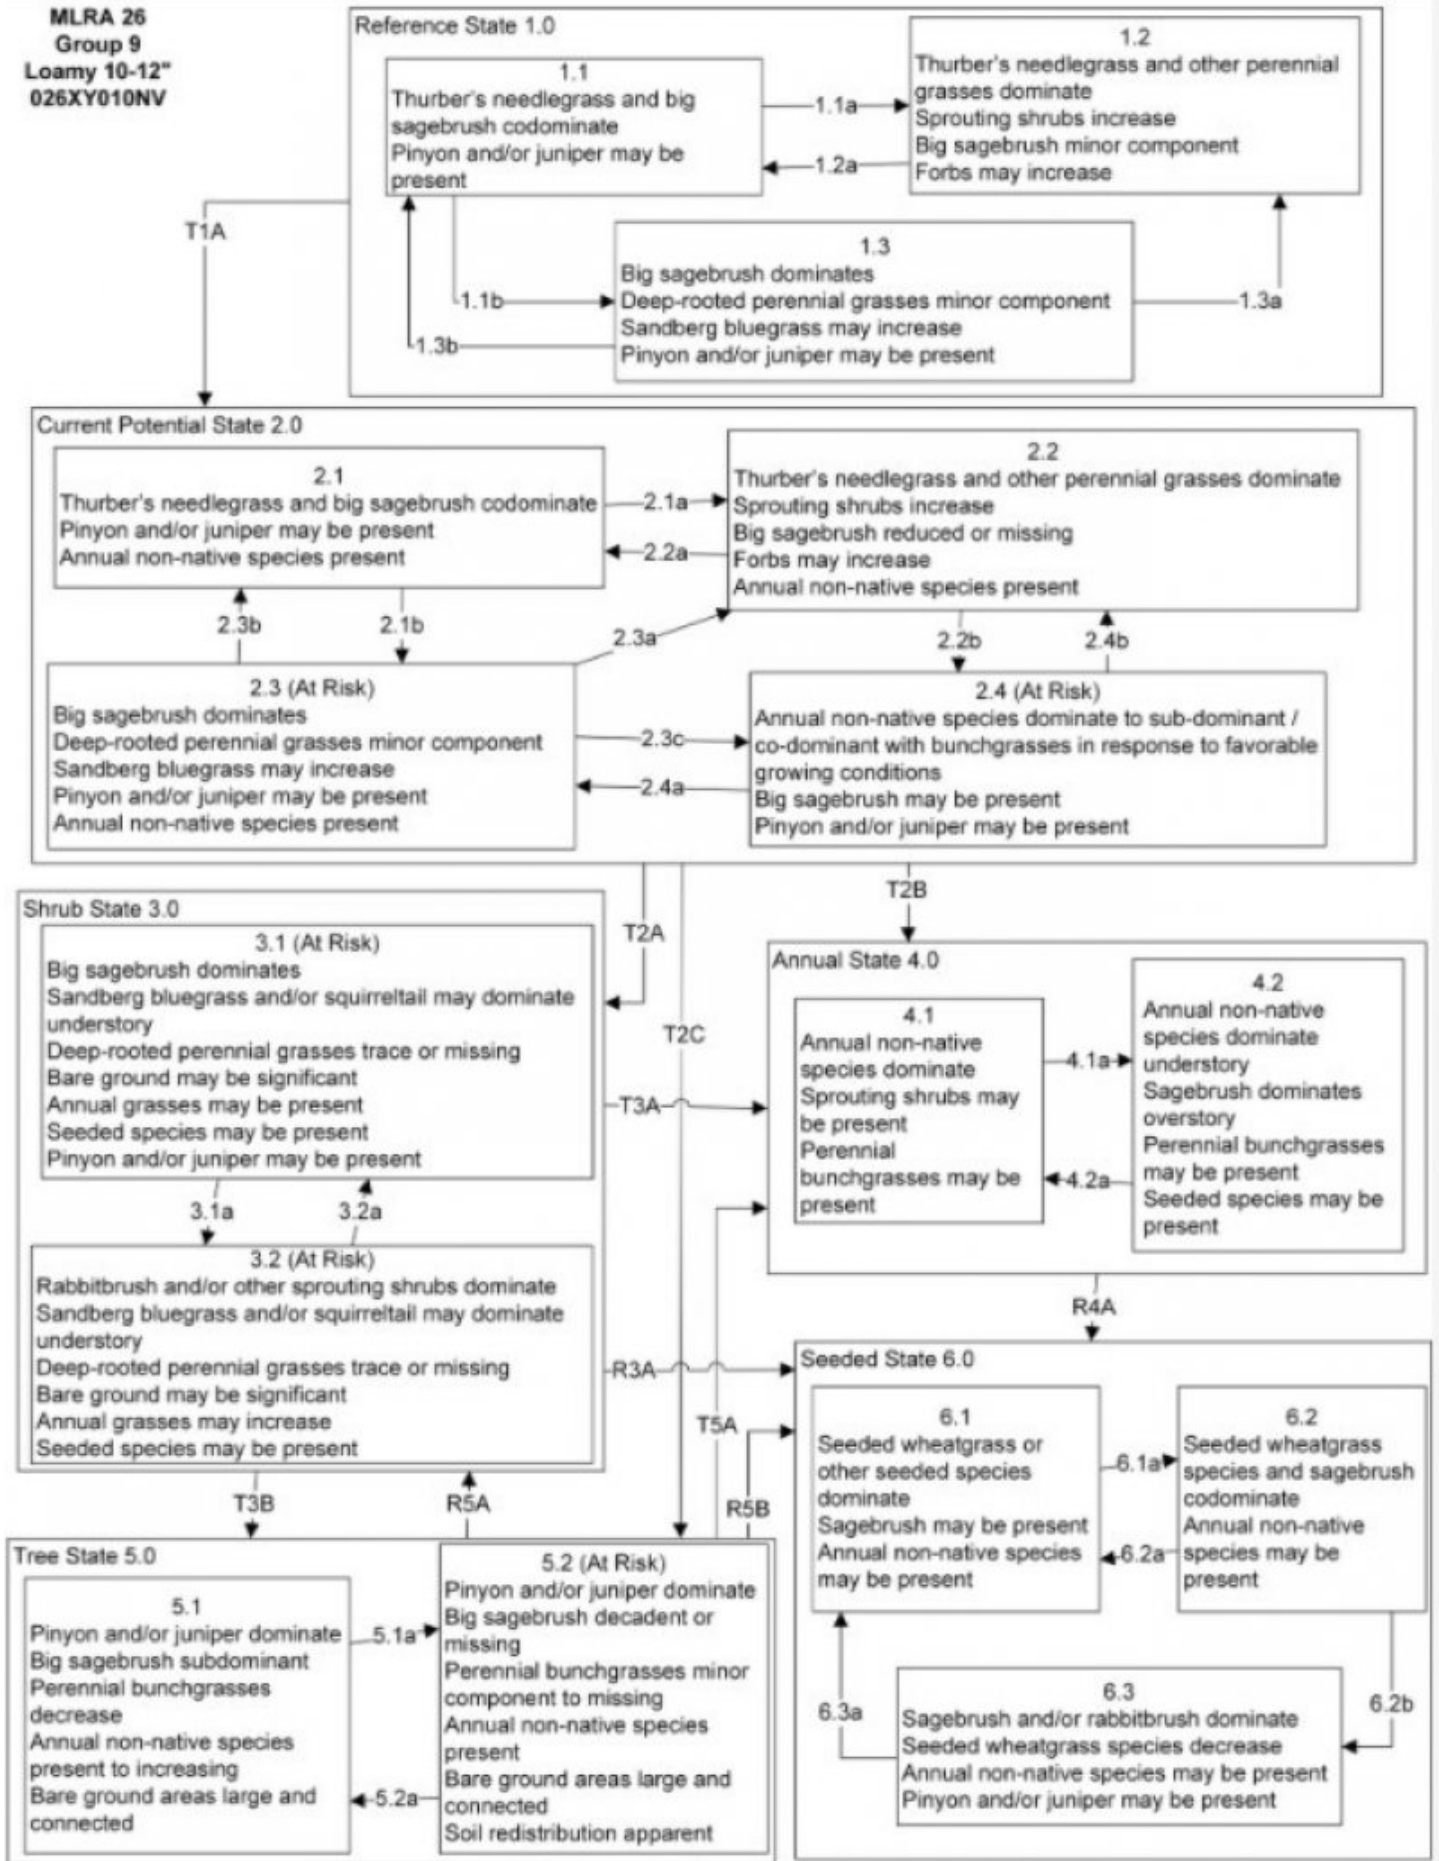 MLRA 26
Group 9
Loamy 10-12"
026XY010NV
Reference State 1.0
1.1
Thurber's needlegrass and big
sagebrush codominate
Pinyon and/or juniper may be
present
1.1a
1.2a
1.2
Thurber's needlegrass and other perennial
grasses dominate
Sprouting shrubs increase
Big sagebrush minor component
Forbs may increase
T1A
1.1b
1.3b
1.3
Big sagebrush dominates
Deep-rooted perennial grasses minor component
Sandberg bluegrass may increase
Pinyon and/or juniper may be present
1.3a
Current Potential State 2.0
2.1
Thurber's needlegrass and big sagebrush codominate
Pinyon and/or juniper may be present
Annual non-native species present
2.1a
2.2a
2.2
Thurber's needlegrass and other perennial grasses dominate
Sprouting shrubs increase
Big sagebrush reduced or missing
Forbs may increase
Annual non-native species present
2.3b
2.1b
2.3a
2.2b
2.4b
2.3 (At Risk)
Big sagebrush dominates
Deep-rooted perennial grasses minor component
Sandberg bluegrass may increase
Pinyon and/or juniper may be present
Annual non-native species present
2.3c
2.4a
2.4 (At Risk)
Annual non-native species dominate to sub-dominant /
co-dominant with bunchgrasses in response to favorable
growing conditions
Big sagebrush may be present
Pinyon and/or juniper may be present
T2A
T2C
T2B
Shrub State 3.0
3.1 (At Risk)
Big sagebrush dominates
Sandberg bluegrass and/or squirreltail may dominate
understory
Deep-rooted perennial grasses trace or missing
Bare ground may be significant
Annual grasses may be present
Seeded species may be present
Pinyon and/or juniper may be present
3.1a
3.2a
3.2 (At Risk)
Rabbitbrush and/or other sprouting shrubs dominate
Sandberg bluegrass and/or squirreltail may dominate
understory
Deep-rooted perennial grasses trace or missing
Bare ground may be significant
Annual grasses may increase
Seeded species may be present
T3A
R3A
Annual State 4.0
4.1
Annual non-native
species dominate
Sprouting shrubs may
be present
Perennial
bunchgrasses may be
present
4.1a
4.2a
4.2
Annual non-native
species dominate
understory
Sagebrush dominates
overstory
Perennial bunchgrasses
may be present
Seeded species may be
present
R4A
T3B
R5A
T5A
R5B
Tree State 5.0
5.1
Pinyon and/or juniper dominate
Big sagebrush subdominant
Perennial bunchgrasses
decrease
Annual non-native species
present to increasing
Bare ground areas large and
connected
5.1a
5.2a
5.2 (At Risk)
Pinyon and/or juniper dominate
Big sagebrush decadent or
missing
Perennial bunchgrasses minor
component to missing
Annual non-native species
present
Bare ground areas large and
connected
Soil redistribution apparent
Seeded State 6.0
6.1
Seeded wheatgrass or
other seeded species
dominate
Sagebrush may be present
Annual non-native species
may be present
6.1a
6.2a
6.2
Seeded wheatgrass
species and sagebrush
codominate
Annual non-native
species may be
present
6.3a
6.2b
6.3
Sagebrush and/or rabbitbrush dominate
Seeded wheatgrass species decrease
Annual non-native species may be present
Pinyon and/or juniper may be present